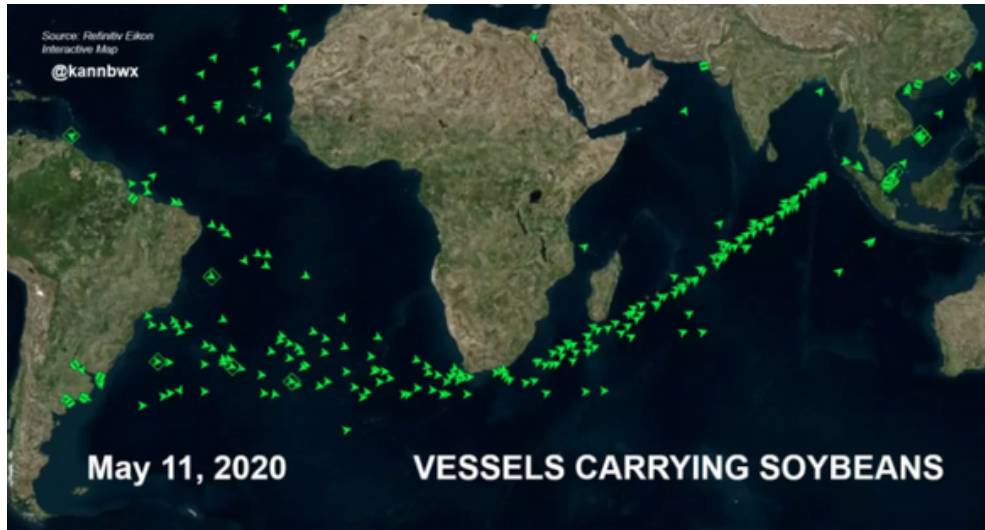 Source: Refinitiv Eikon
Interactive Map
@kannbwx
May 11, 2020
VESSELS CARRYING SOYBEANS